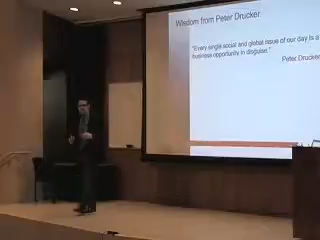 Wisdom from Peter Drucker
"Every single social and global issue of our day is a
business opportunity in disguise."
Peter Drucker